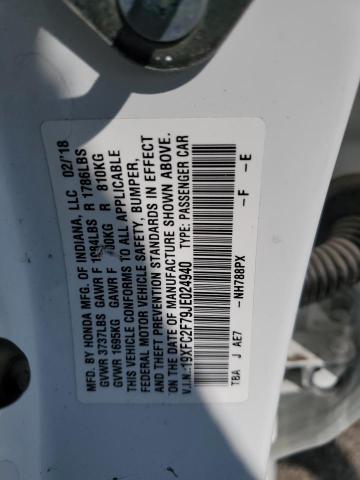 MFD. BY HONDA MFG. OF INDIANA, LLC 02/'18
GVWR 3737LBS GAWR F 1984LBS R 1786LBS
GVWR 1695KG GAWR F 900KG R 810KG
THIS VEHICLE CONFORMS TO ALL APPLICABLE
FEDERAL MOTOR VEHICLE SAFETY, BUMPER,
AND THEFT PREVENTION STANDARDS IN EFFECT
ON THE DATE OF MANUFACTURE SHOWN ABOVE.
V.I.N.:19XFC2F79JE024940 TYPE: PASSENGER CAR
-NH788PX -F -E
TBA J AE7